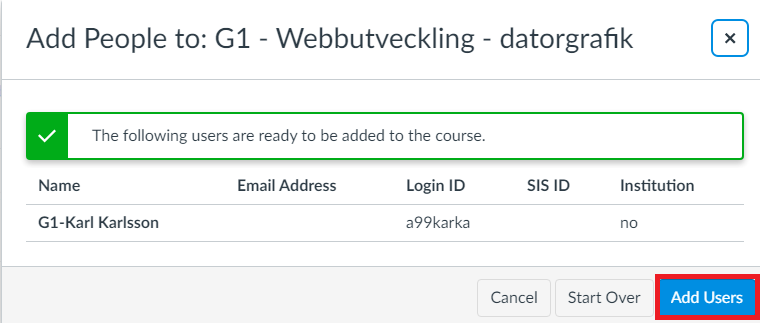 Add People to: G1 - Webbutveckling - datorgrafik
The following users are ready to be added to the course.
Name Email Address Login ID SIS ID Institution
G1-Karl Karlsson a99karka no
Cancel Start Over Add Users